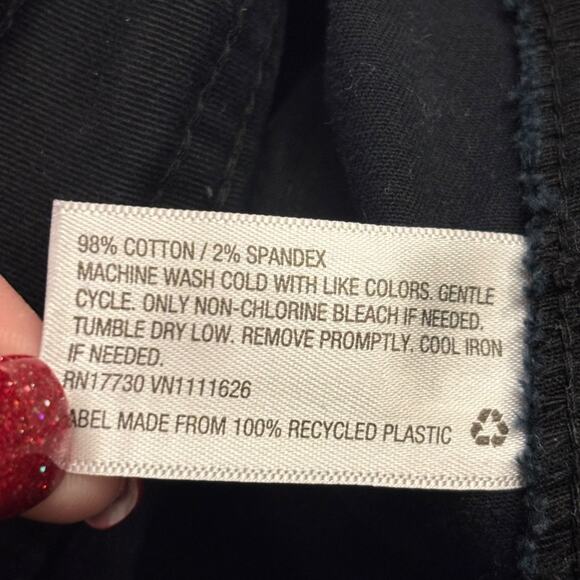 98% COTTON / 2% SPANDEX
MACHINE WASH COLD WITH LIKE COLORS. GENTLE
CYCLE. ONLY NON-CHLORINE BLEACH IF NEEDED.
TUMBLE DRY LOW. REMOVE PROMPTLY. COOL IRON
IF NEEDED.
RN17730 VN1111626
ABEL MADE FROM 100% RECYCLED PLASTIC